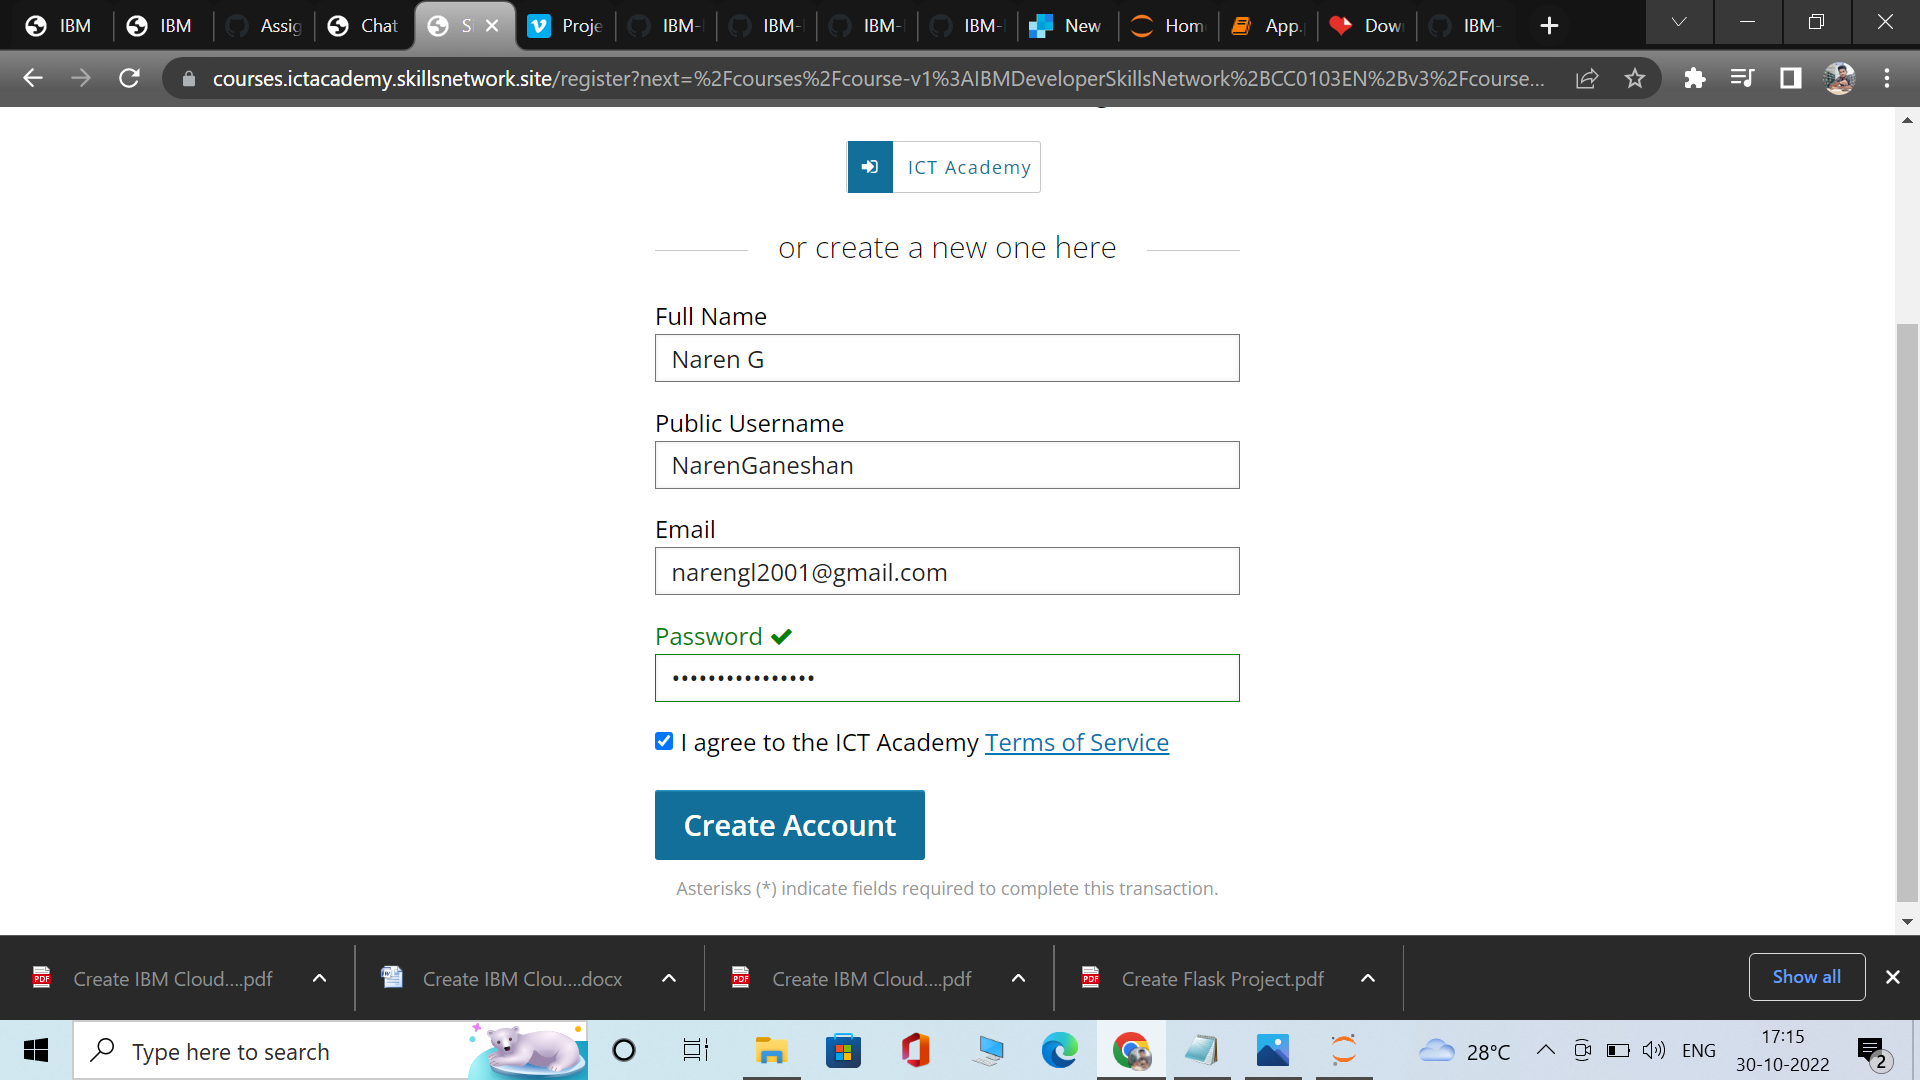 IBM IBM Assig Chat S Proje IBM- IBM- IBM- IBM- New Hom App. Dow IBM-
courses.ictacademy.skillsnetwork.site/register?next=%2Fcourses%2Fcourse-v1%3AIBMDeveloperSkillsNetwork%2BCC0103EN%2Bv3%2Fcourse...
ICT Academy
or create a new one here
Full Name
Naren G
Public Username
NarenGaneshan
Email
narengl2001@gmail.com
Password
••••••••••••••••
I agree to the ICT Academy Terms of Service
Create Account
Asterisks (*) indicate fields required to complete this transaction.
Create IBM Cloud....pdf Create IBM Clou....docx Create IBM Cloud....pdf Create Flask Project.pdf Show all
Type here to search 28°C ENG 17:15
30-10-2022 2